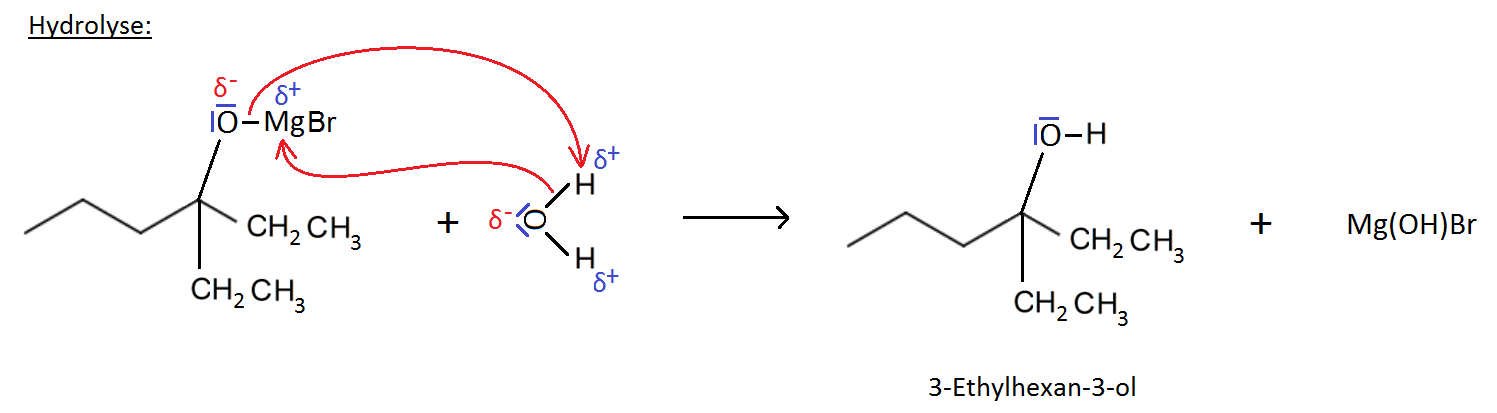 Hydrolyse:
δ⁻
δ⁺
O–MgBr
CH₂CH₃
CH₂CH₃
+
δ⁺
H
δ⁻
O
H
δ⁺
O–H
CH₂CH₃
CH₂CH₃
+
Mg(OH)Br
3-Ethylhexan-3-ol